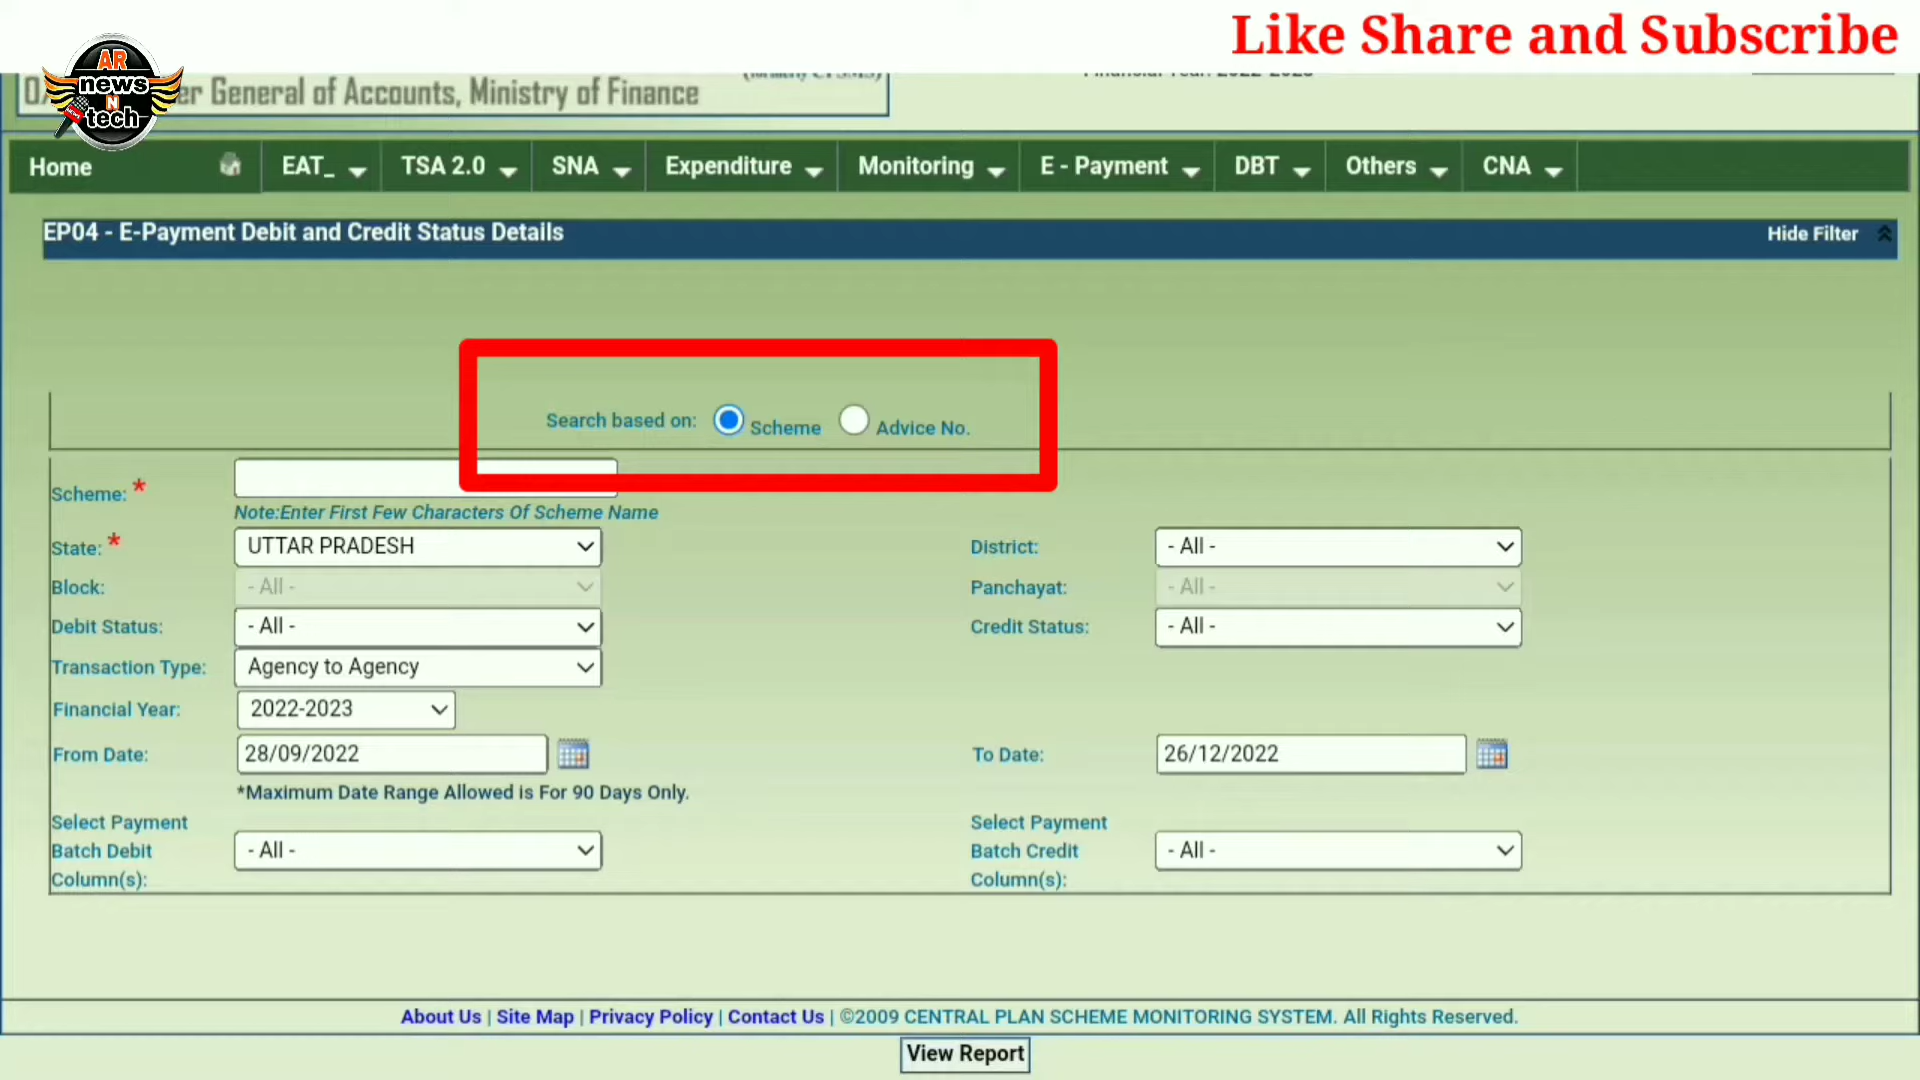 Like Share and Subscribe
AR
news
N
tech
er General of Accounts, Ministry of Finance
Home EAT_ TSA 2.0 SNA Expenditure Monitoring E - Payment DBT Others CNA
EP04 - E-Payment Debit and Credit Status Details Hide Filter
Search based on: Scheme Advice No.
Scheme: *
Note:Enter First Few Characters Of Scheme Name
State: * UTTAR PRADESH District: - All -
Block: - All - Panchayat: - All -
Debit Status: - All - Credit Status: - All -
Transaction Type: Agency to Agency
Financial Year: 2022-2023
From Date: 28/09/2022 To Date: 26/12/2022
*Maximum Date Range Allowed is For 90 Days Only.
Select Payment Select Payment
Batch Debit - All - Batch Credit - All -
Column(s): Column(s):
About Us | Site Map | Privacy Policy | Contact Us | ©2009 CENTRAL PLAN SCHEME MONITORING SYSTEM. All Rights Reserved.
View Report